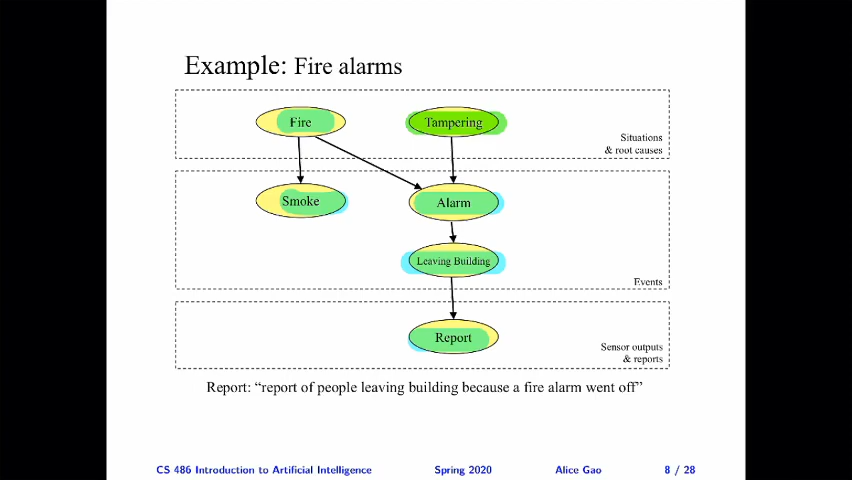 Example: Fire alarms
Fire
Tampering
Situations
& root causes
Smoke
Alarm
Leaving Building
Events
Report
Sensor outputs
& reports
Report: “report of people leaving building because a fire alarm went off”
CS 486 Introduction to Artificial Intelligence Spring 2020 Alice Gao 8 / 28